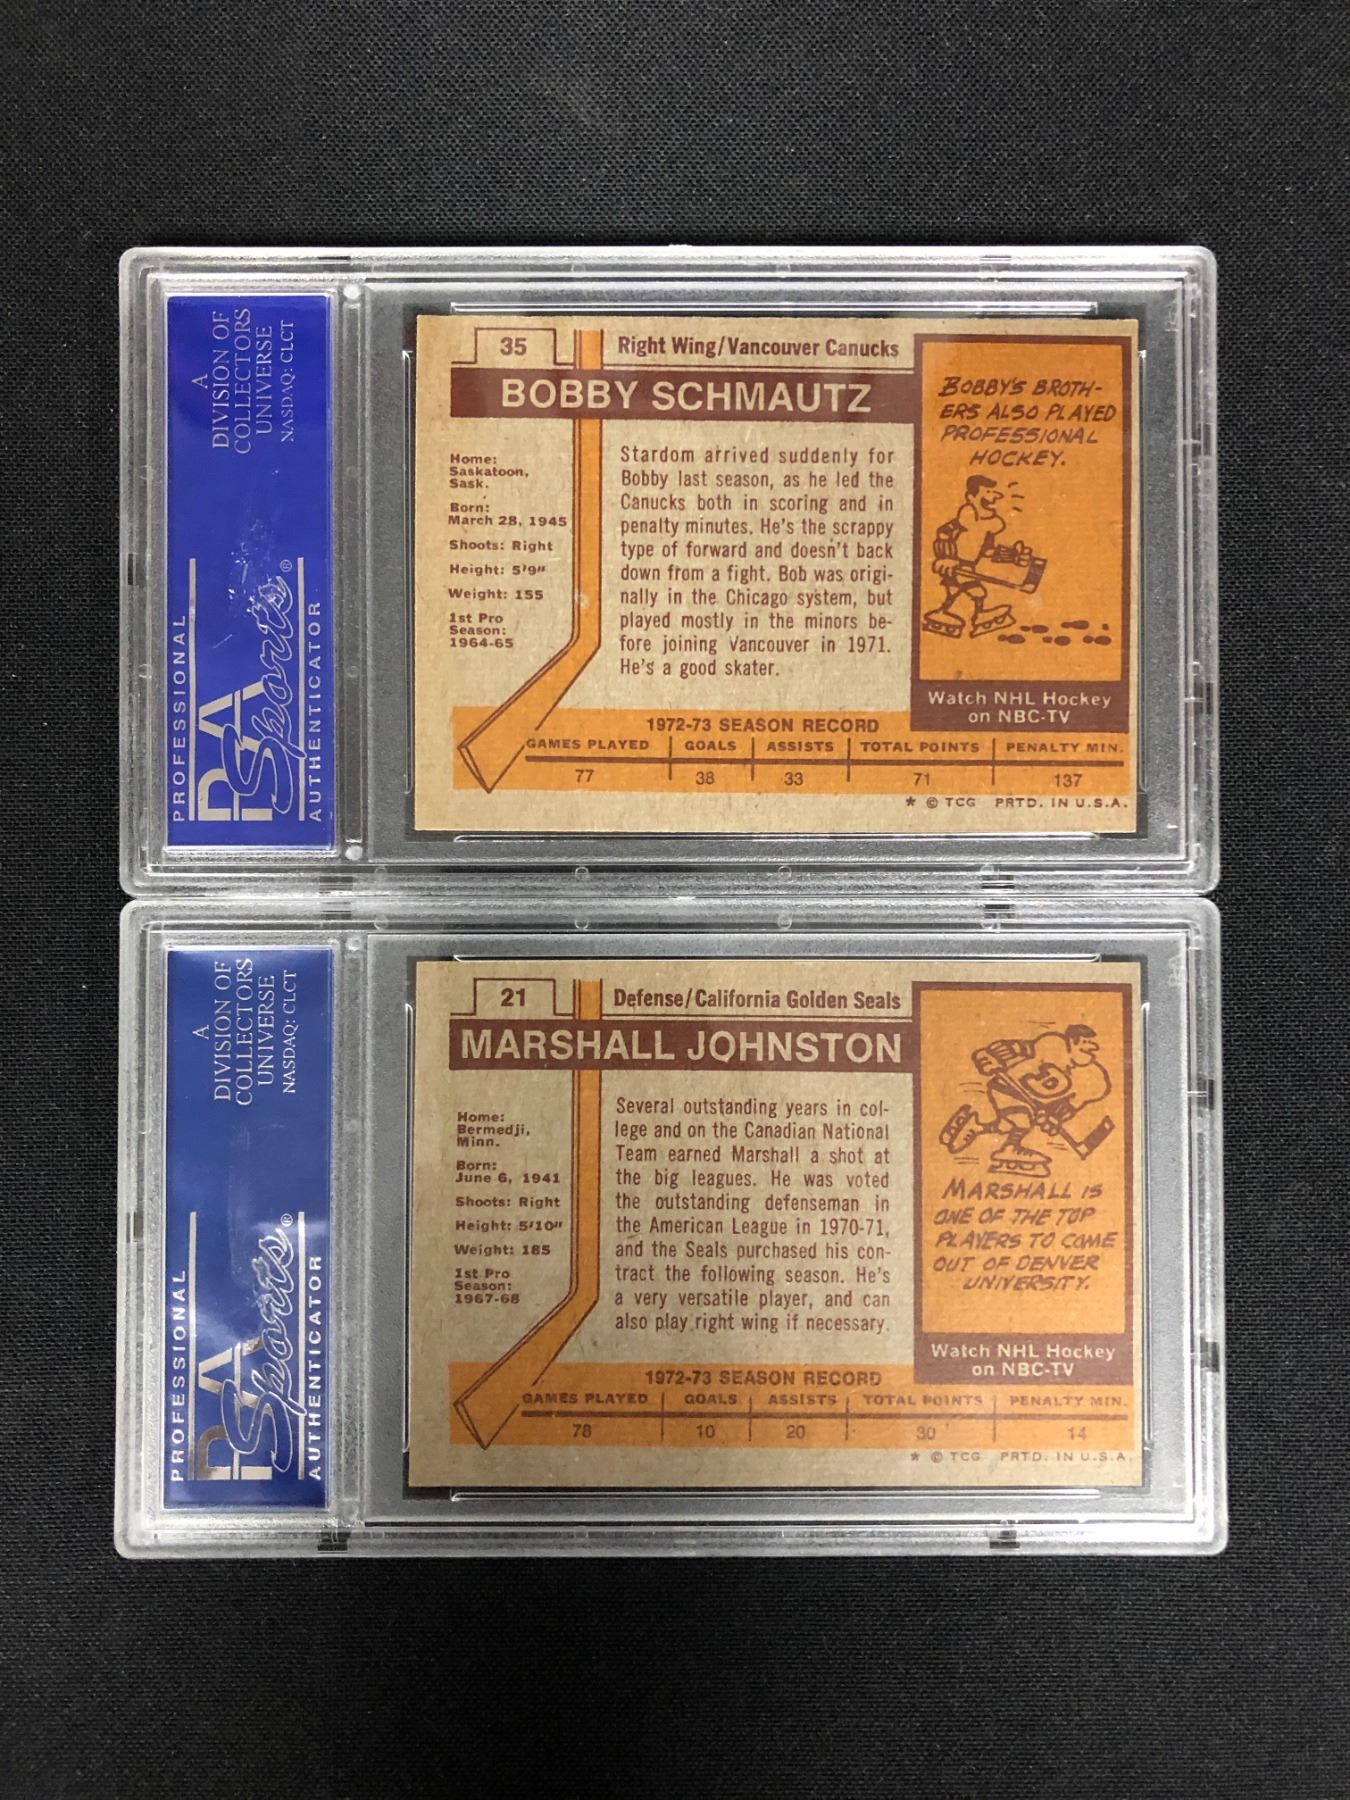 A
DIVISION OF
COLLECTORS
UNIVERSE
NASDAQ: CLCT
PROFESSIONAL
PSA
Sports®
AUTHENTICATOR
35
Right Wing/Vancouver Canucks
BOBBY SCHMAUTZ
Home:
Saskatoon,
Sask.
Born:
March 28, 1945
Shoots: Right
Height: 5'9"
Weight: 155
1st Pro
Season:
1964-65
Stardom arrived suddenly for
Bobby last season, as he led the
Canucks both in scoring and in
penalty minutes. He's the scrappy
type of forward and doesn't back
down from a fight. Bob was origi-
nally in the Chicago system, but
played mostly in the minors be-
fore joining Vancouver in 1971.
He's a good skater.
BOBBY'S BROTH-
ERS ALSO PLAYED
PROFESSIONAL
HOCKEY.
Watch NHL Hockey
on NBC-TV
1972-73 SEASON RECORD
GAMES PLAYED GOALS ASSISTS TOTAL POINTS PENALTY MIN.
77 38 33 71 137
* © TCG PRTD. IN U.S.A.
A
DIVISION OF
COLLECTORS
UNIVERSE
NASDAQ: CLCT
PROFESSIONAL
PSA
Sports®
AUTHENTICATOR
21
Defense/California Golden Seals
MARSHALL JOHNSTON
Home:
Bermedji,
Minn.
Born:
June 6, 1941
Shoots: Right
Height: 5'10"
Weight: 185
1st Pro
Season:
1967-68
Several outstanding years in col-
lege and on the Canadian National
Team earned Marshall a shot at
the big leagues. He was voted
the outstanding defenseman in
the American League in 1970-71,
and the Seals purchased his con-
tract the following season. He's
a very versatile player, and can
also play right wing if necessary.
MARSHALL IS
ONE OF THE TOP
PLAYERS TO COME
OUT OF DENVER
UNIVERSITY.
Watch NHL Hockey
on NBC-TV
1972-73 SEASON RECORD
GAMES PLAYED GOALS ASSISTS TOTAL POINTS PENALTY MIN.
78 10 20 30 14
* © TCG PRTD. IN U.S.A.